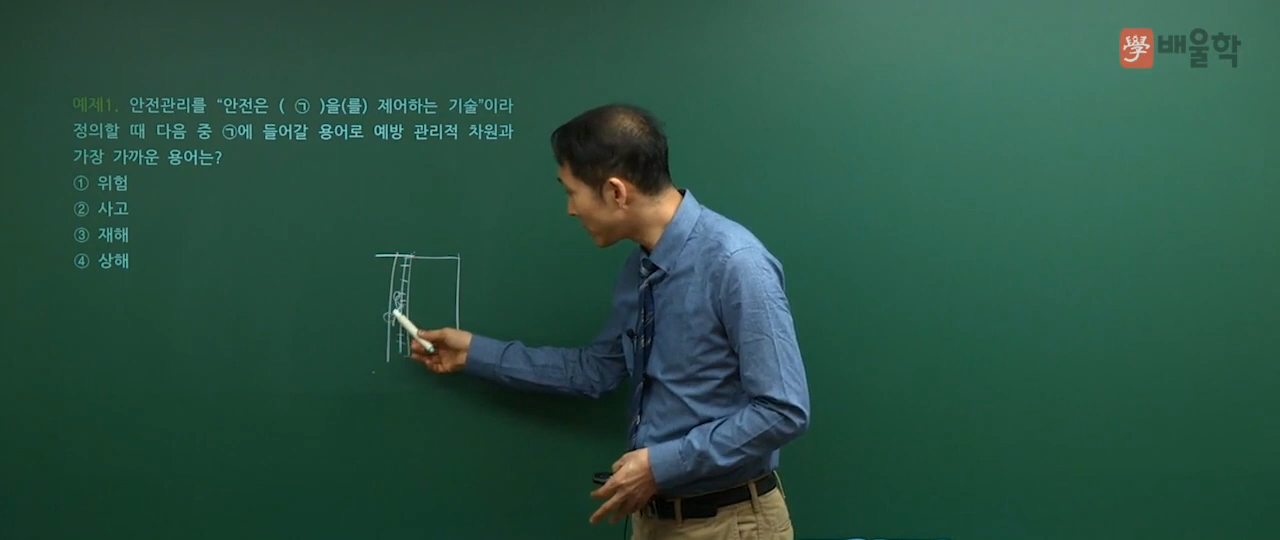 學 배울학
예제1. 안전관리를 “안전은 ( ㉠ )을(를) 제어하는 기술”이라
정의할 때 다음 중 ㉠에 들어갈 용어로 예방 관리적 차원과
가장 가까운 용어는?
① 위험
② 사고
③ 재해
④ 상해